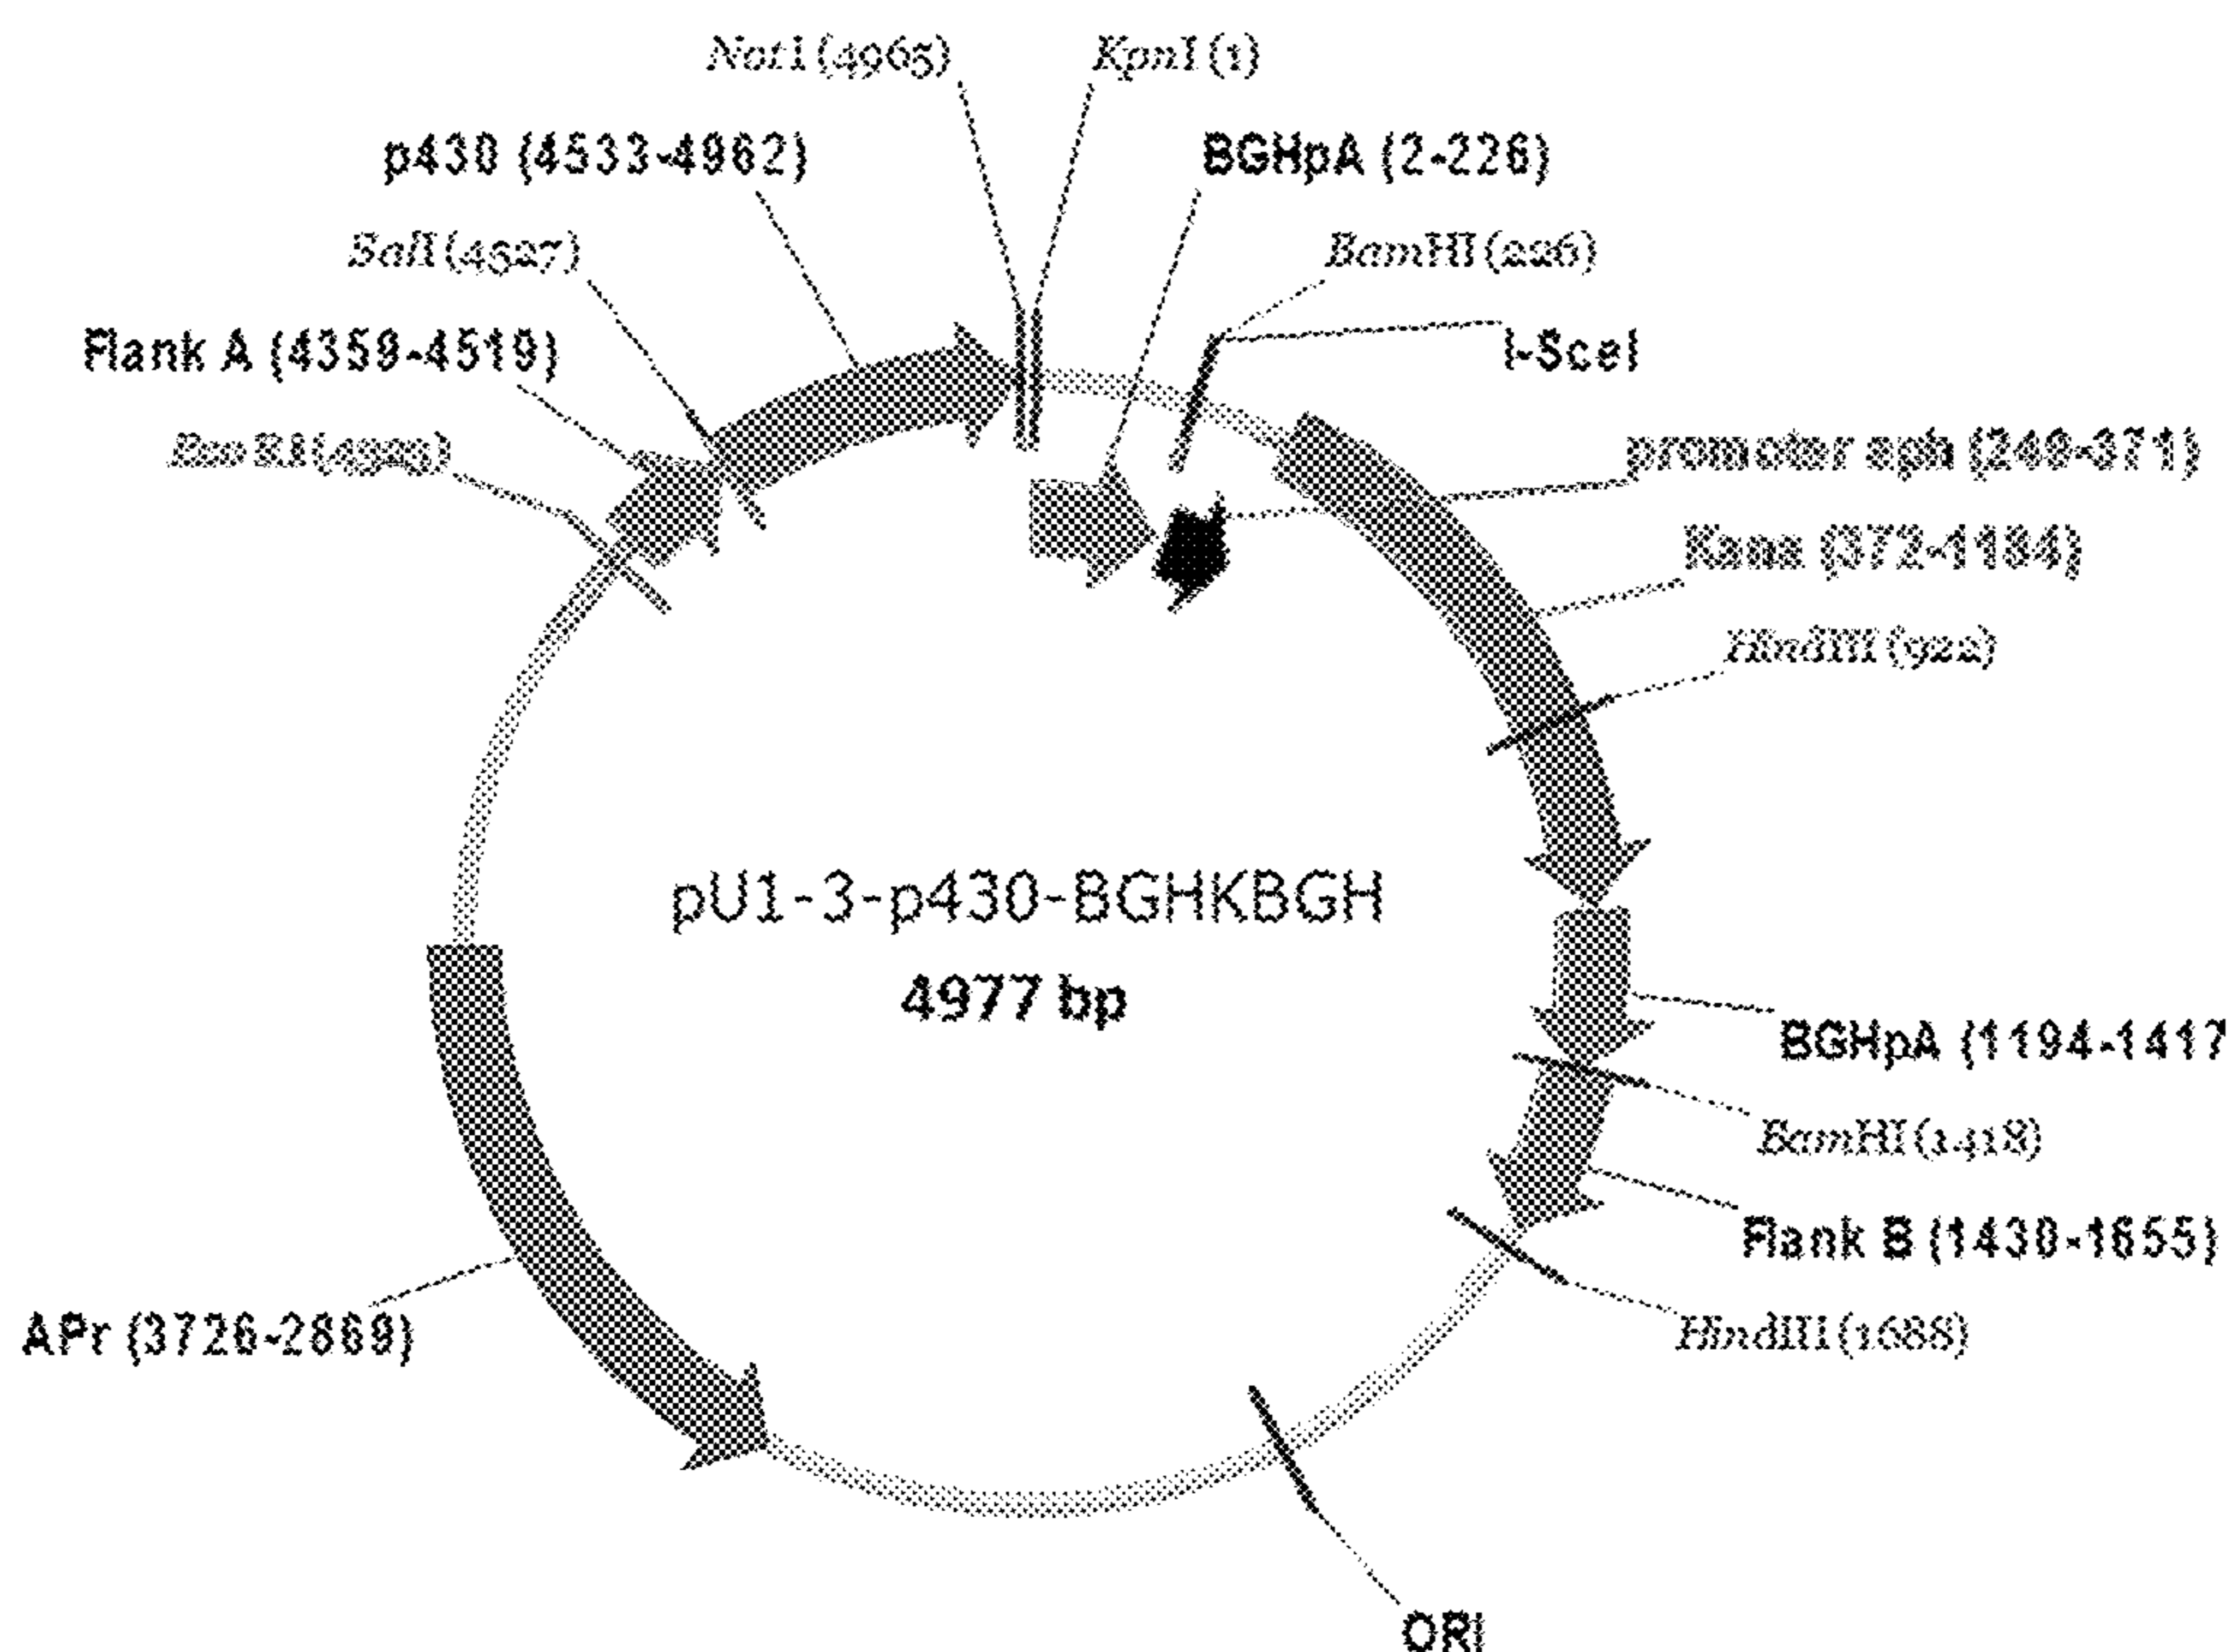 NotI (4965)
KpnI (1)
p430 (4533-4962)
BGHpA (2-226)
SalI (4527)
BamHI (226)
Flank A (4359-4519)
I-SceI
promoter aph (249-371)
Kana (372-1184)
HindIII (922)
pU1-3-p430-BGHKBGH
4977 bp
BGHpA (1194-1417
BamHI (1418)
Flank B (1430-1655)
APr (3726-2869)
HindIII (1688)
ORI